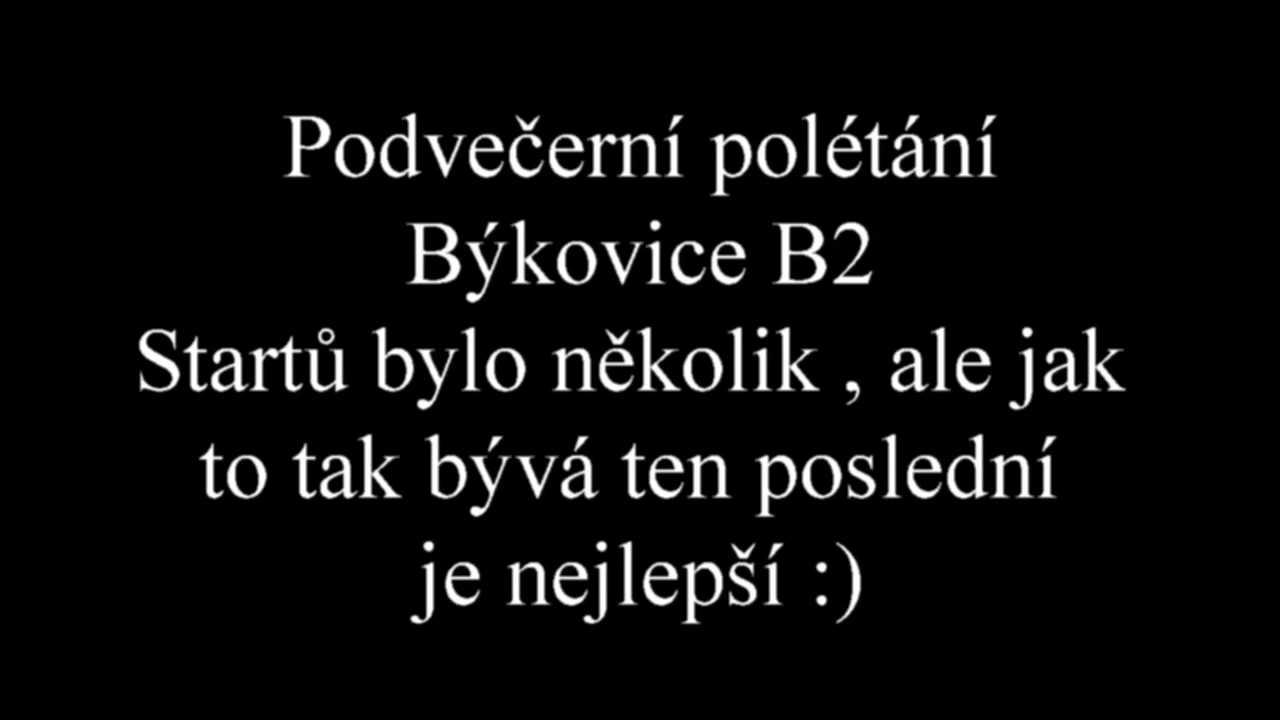 Podvečerní polétání
Býkovice B2
Startů bylo několik , ale jak
to tak bývá ten poslední
je nejlepší :)